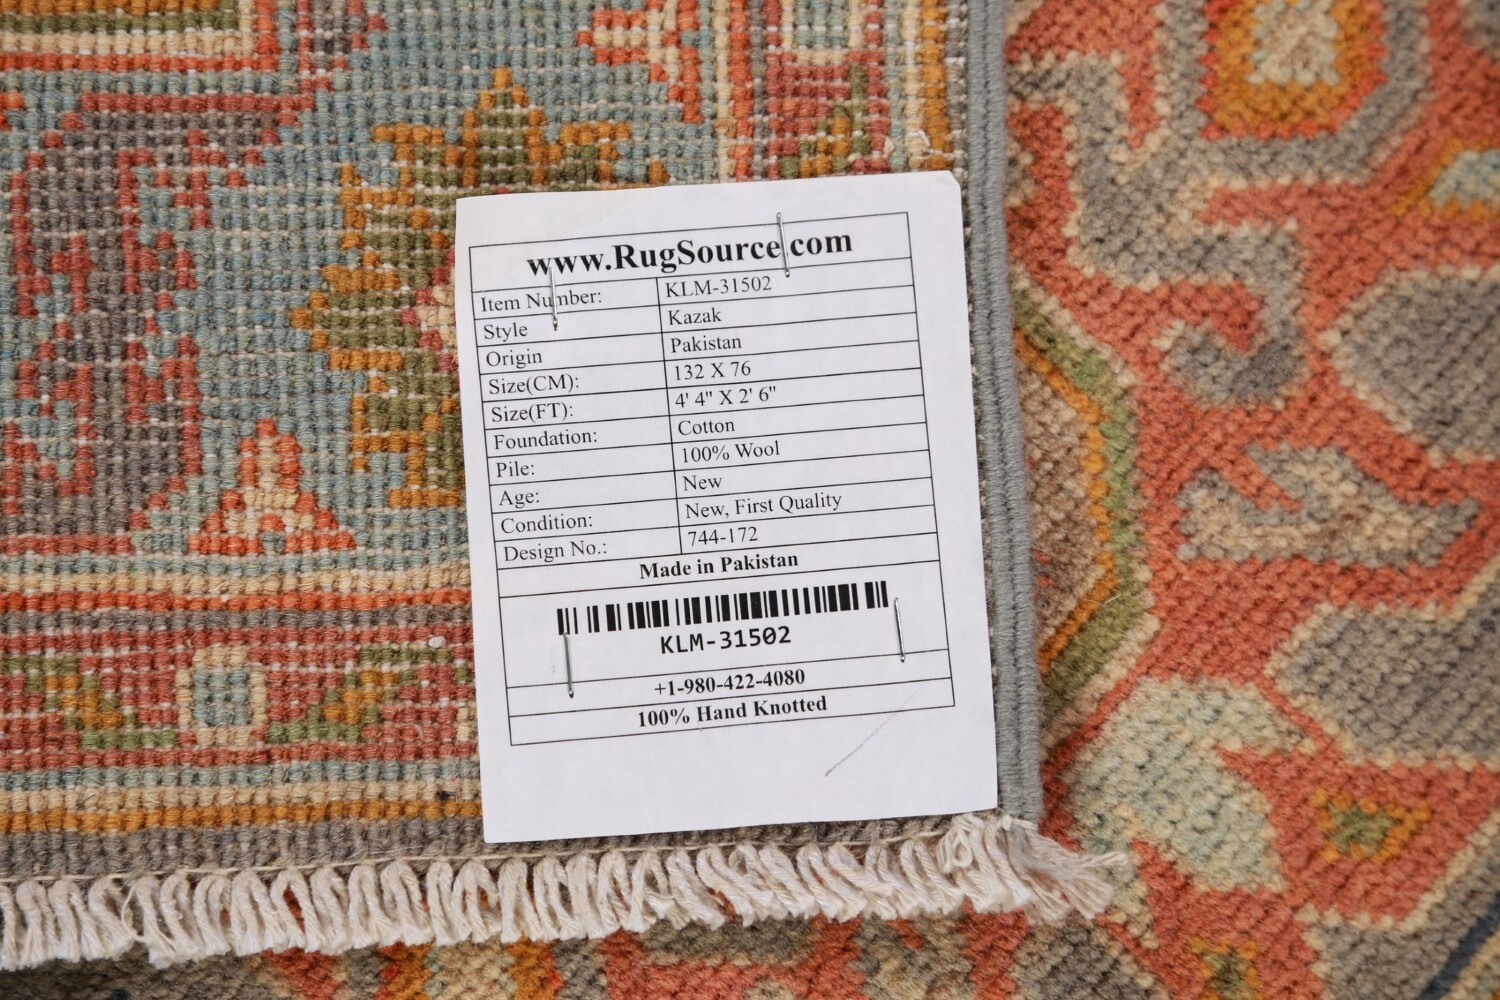 www.RugSource.com
Item Number: KLM-31502
Style Kazak
Origin Pakistan
Size(CM): 132 X 76
Size(FT): 4' 4" X 2' 6"
Foundation: Cotton
Pile: 100% Wool
Age: New
Condition: New, First Quality
Design No.: 744-172
Made in Pakistan
KLM-31502
+1-980-422-4080
100% Hand Knotted